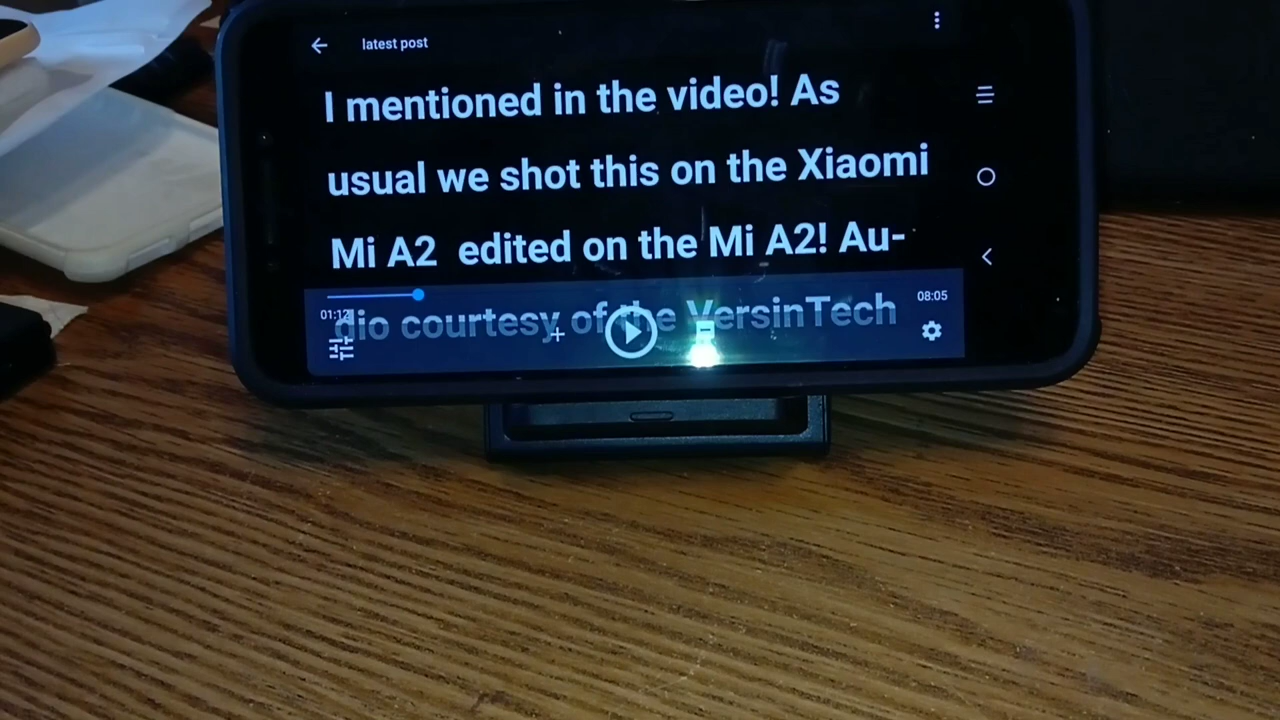 latest post
I mentioned in the video! As
usual we shot this on the Xiaomi
Mi A2 edited on the Mi A2! Au-
dio courtesy of the VersinTech
01:12
08:05